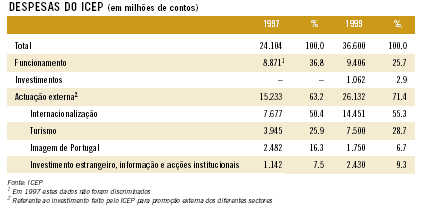 DESPESAS DO ICEP (em milhões de contos)
1997 % 1999 %
Total 24.104 100.0 36,600 100.0
Funcionamento 8.871¹ 36.8 9.406 25.7
Investimentos – – 1.062 2.9
Actuação externa² 15,233 63.2 26,132 71.4
Internacionalização 7,677 50.4 14,451 55.3
Turismo 3.945 25.9 7,500 28.7
Imagem de Portugal 2.482 16.3 1.750 6.7
Investimento estrangeiro, informação e acções institucionais 1.142 7.5 2.430 9.3
Fonte: ICEP
¹ Em 1997 estes dados não foram discriminados
² Referente ao investimento feito pelo ICEP para promoção externa dos diferentes sectores